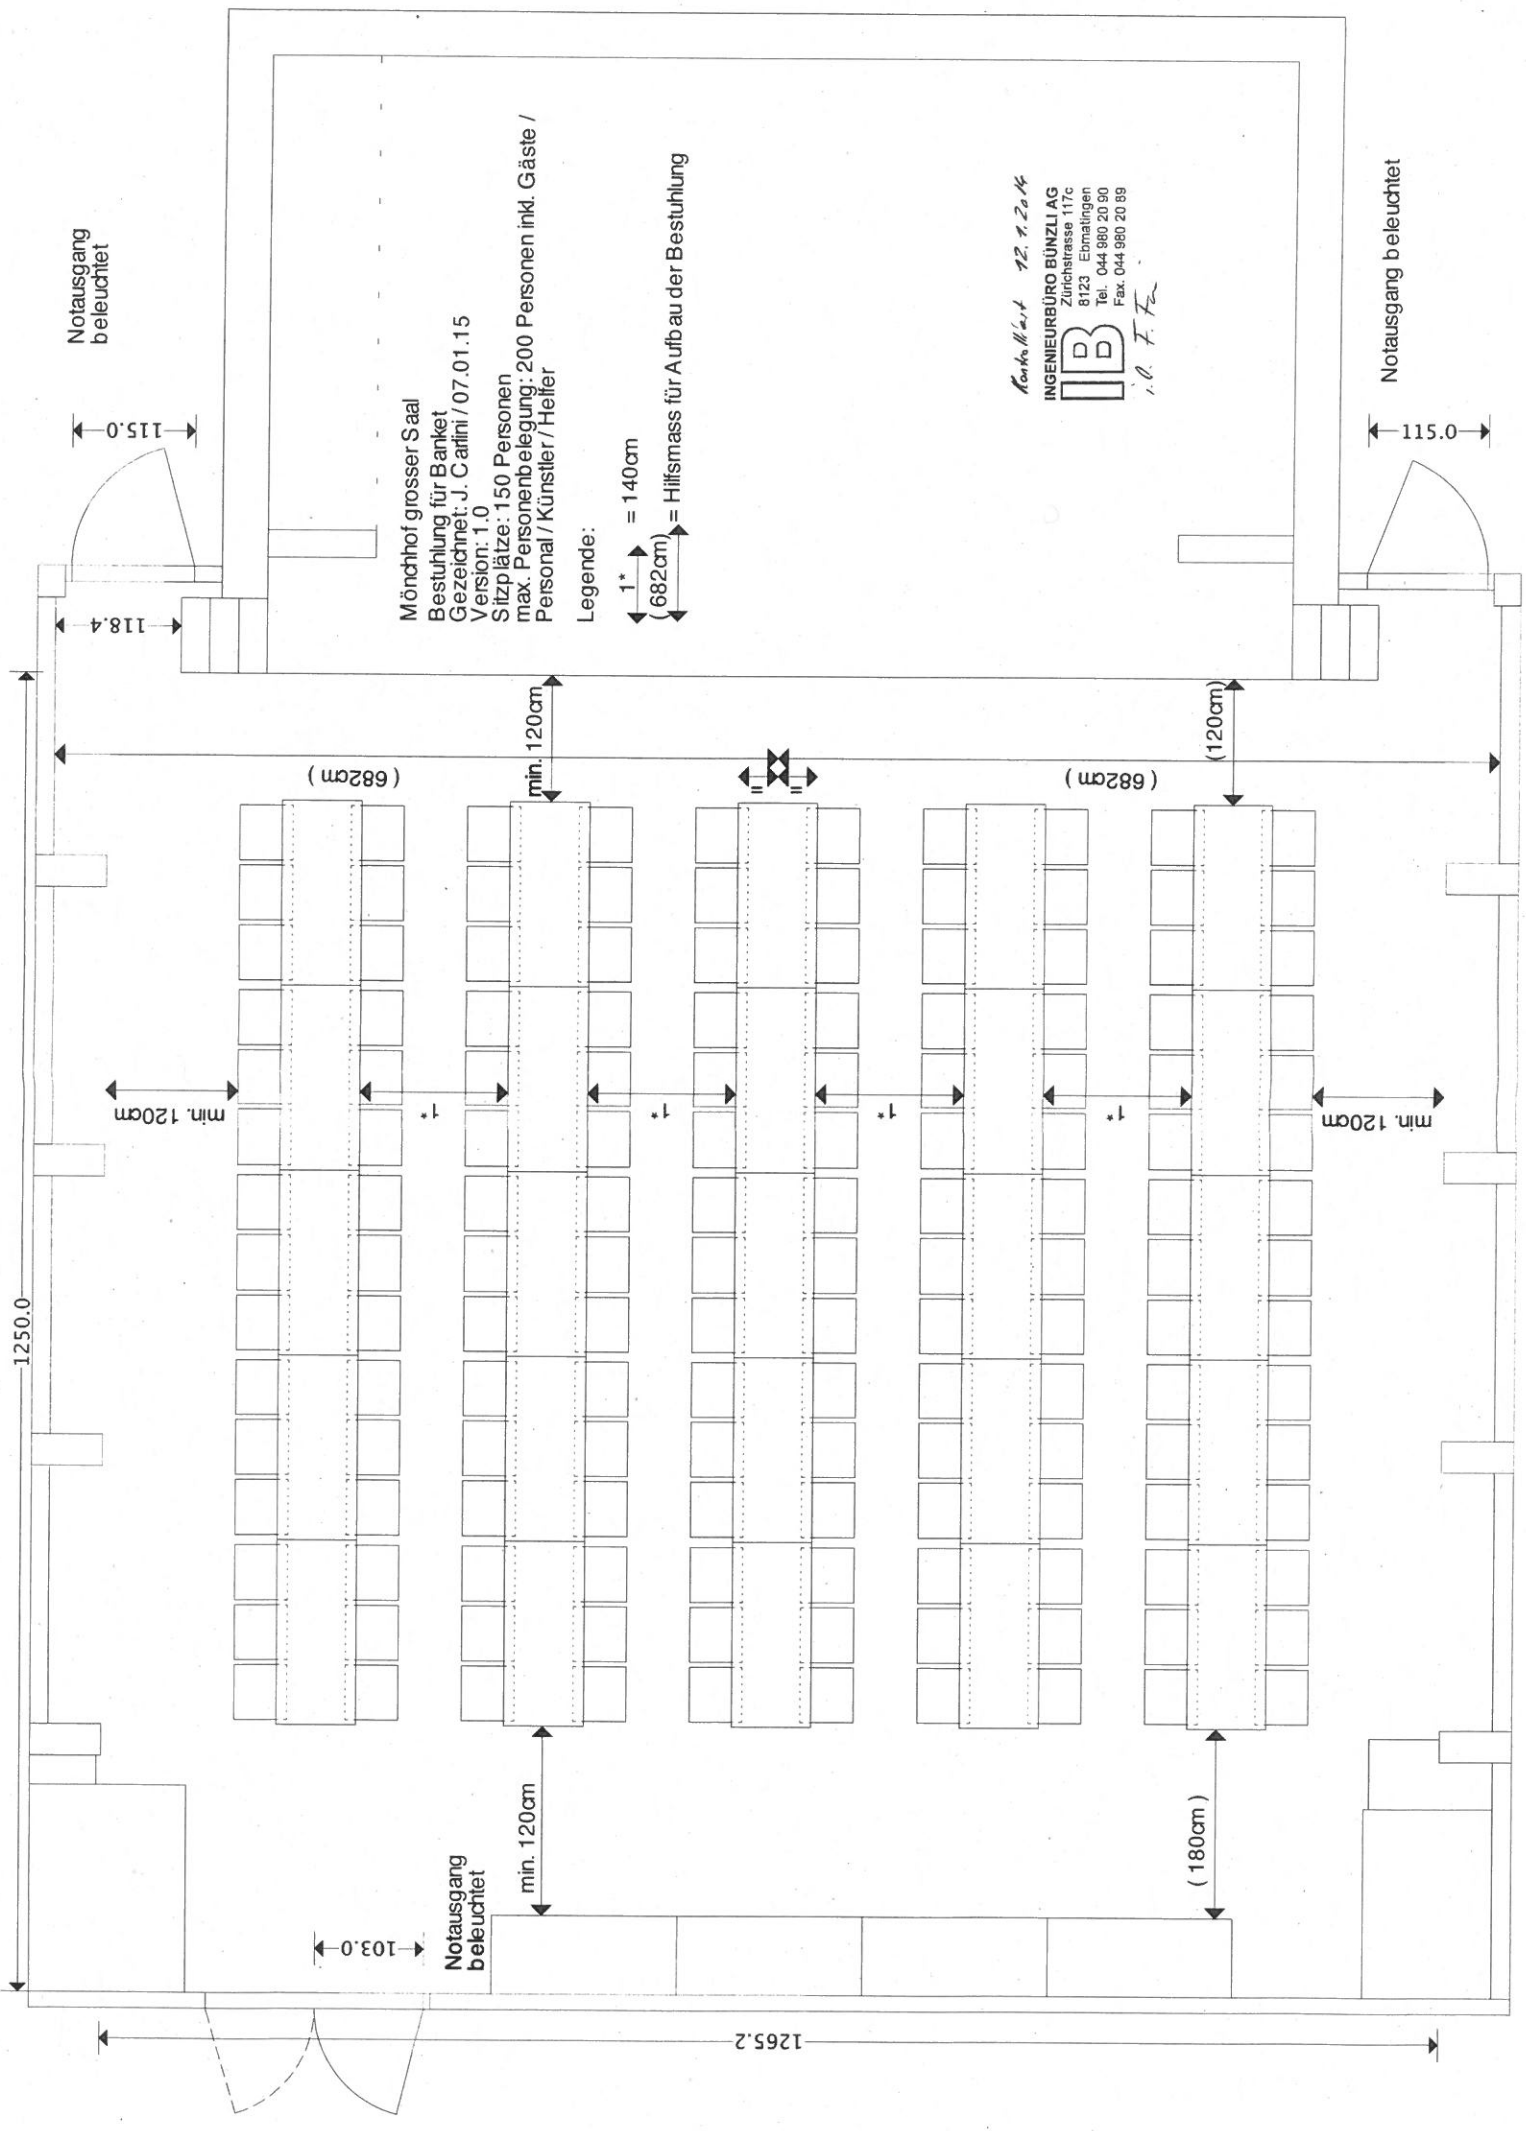 Notausgang
beleuchtet
115.0
118.4
Mönchhof grosser Saal
Bestuhlung für Banket
Gezeichnet: J. Carlini / 07.01.15
Version: 1.0
Sitzplätze: 150 Personen
max. Personenbelegung: 200 Personen inkl. Gäste /
Personal / Künstler / Helfer
Legende:
1* = 140cm
(682cm) = Hilfsmass für Aufbau der Bestuhlung
INGENIEURBÜRO BÜNZLI AG
Zürichstrasse 117c
8123 Ebmatingen
Tel. 044 980 20 90
Fax. 044 980 20 89
IB
Notausgang beleuchtet
115.0
1250.0
( 682cm )
min. 120cm
=
=
( 682cm )
(120cm)
min. 120cm
1*
1*
1*
1*
min. 120cm
Notausgang
beleuchtet
103.0
min. 120cm
( 180cm )
1265.2